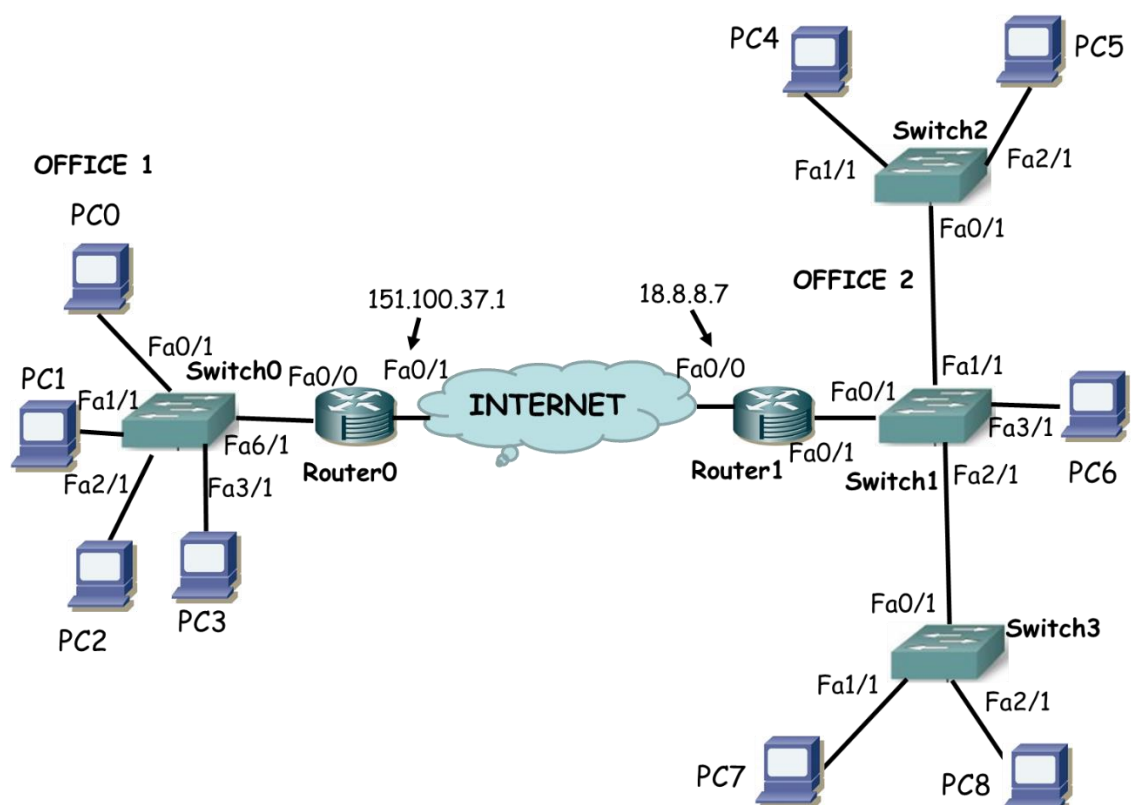 PC4
PC5
Switch2
Fa1/1
Fa2/1
OFFICE 1
PC0
Fa0/1
OFFICE 2
151.100.37.1
18.8.8.7
Fa0/1
Switch0
Fa0/0
Fa0/1
Fa0/0
Fa1/1
PC1
Fa1/1
INTERNET
Fa0/1
Fa3/1
Fa6/1
Router0
Router1
Fa0/1
Switch1
Fa2/1
PC6
Fa2/1
Fa3/1
PC2
PC3
Fa0/1
Switch3
Fa1/1
Fa2/1
PC7
PC8